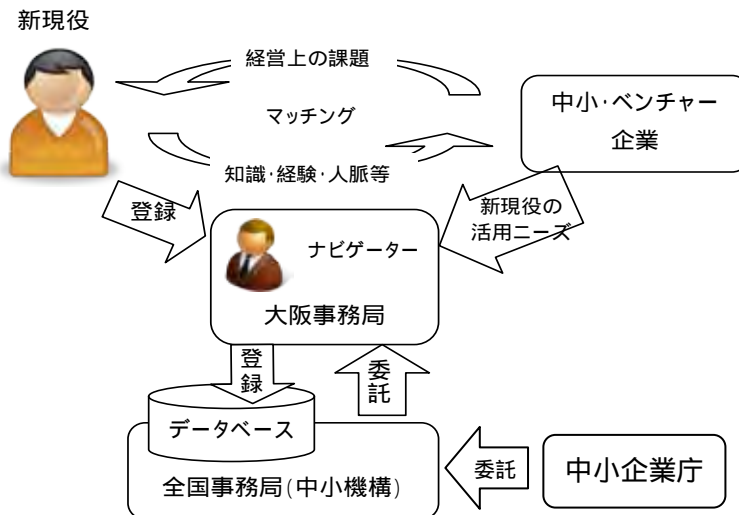 新現役
経営上の課題
マッチング
知識･経験･人脈等
中小･ベンチャー
企業
登録
新現役の
活用ニーズ
ナビゲーター
大阪事務局
登
録
委
託
データベース
全国事務局(中小機構)
委託
中小企業庁